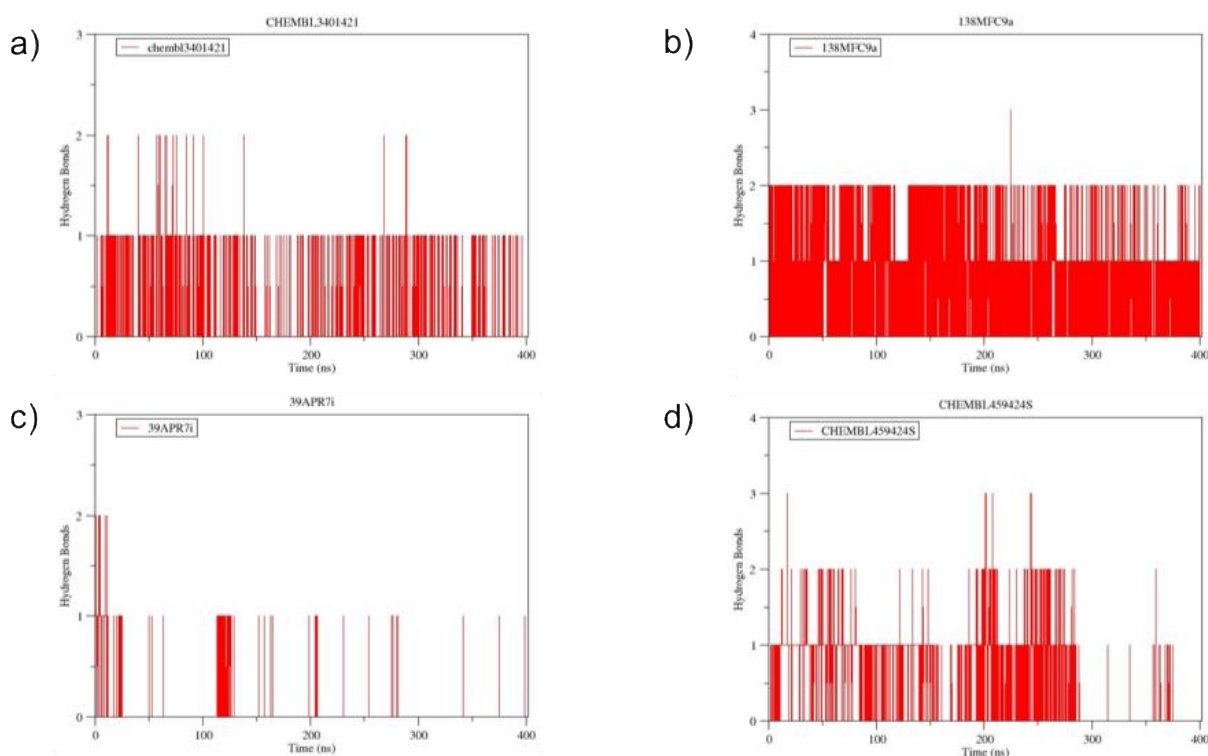 a)
CHEMBL3401421
chembl3401421
3
2
1
0
Hydrogen Bonds
0 100 200 300 400
Time (ns)
b)
138MFC9a
138MFC9a
4
3
2
1
0
Hydrogen Bonds
0 100 200 300 400
Time (ns)
c)
39APR7i
39APR7i
3
2
1
0
Hydrogen Bonds
0 100 200 300 400
Time (ns)
d)
CHEMBL459424S
CHEMBL459424S
4
3
2
1
0
Hydrogen Bonds
0 100 200 300 400
Time (ns)